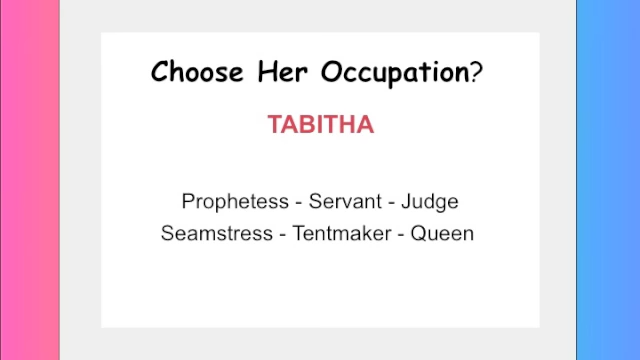 Choose Her Occupation?
TABITHA
Prophetess - Servant - Judge
Seamstress - Tentmaker - Queen